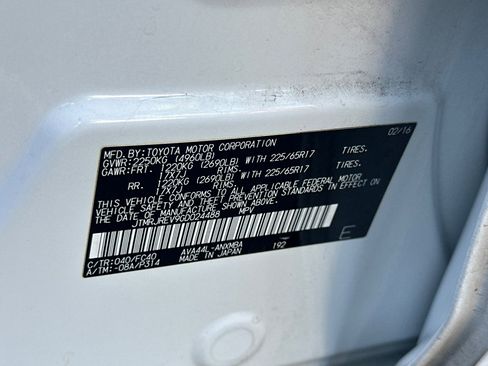 MFD.BY:TOYOTA MOTOR CORPORATION 02/16
GVWR:2250KG (4960LB)
GAWR:FRT. 1220KG (2690LB) WITH 225/65R17 TIRES.
17X7J RIMS.
RR. 1220KG (2690LB) WITH 225/65R17 TIRES.
17X7J RIMS.
THIS VEHICLE CONFORMS TO ALL APPLICABLE FEDERAL MOTOR
VEHICLE SAFETY AND THEFT PREVENTION STANDARDS IN EFFECT
ON THE DATE OF MANUFACTURE SHOWN ABOVE.
MPV
C/TR:040/FC40 AVA44L-ANXMBA 192 E
A/TM:-08A/P314 MADE IN JAPAN